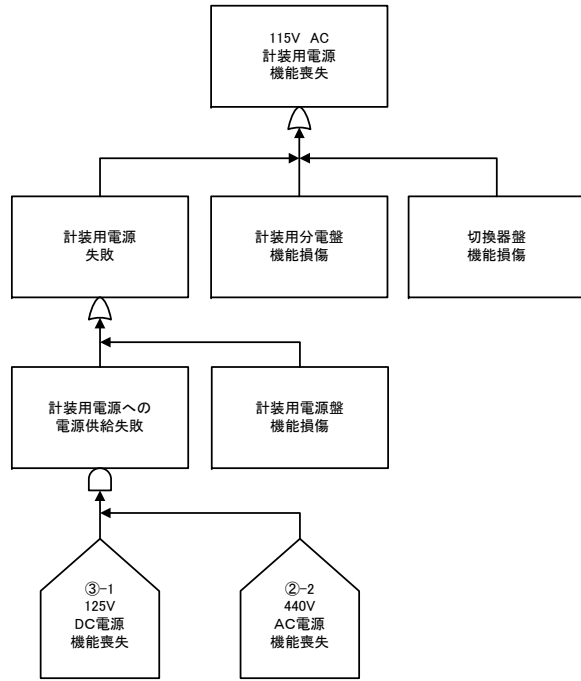 115V AC
計装用電源
機能喪失
計装用電源
失敗
計装用分電盤
機能損傷
切換器盤
機能損傷
計装用電源への
電源供給失敗
計装用電源盤
機能損傷
③-1
125V
DC電源
機能喪失
②-2
440V
AC電源
機能喪失